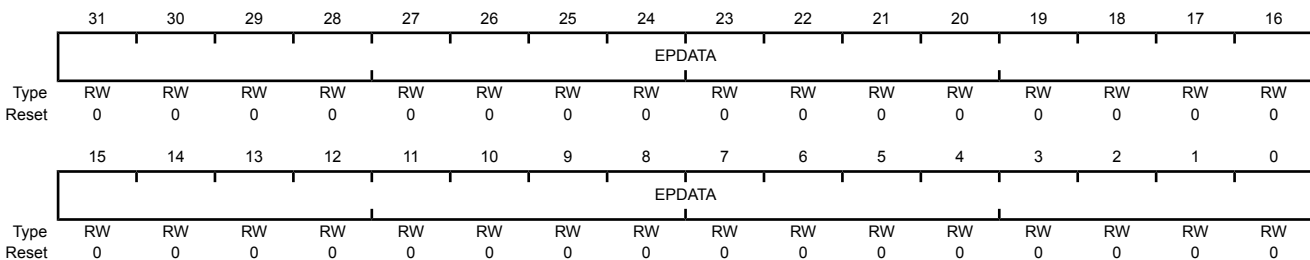 31 30 29 28 27 26 25 24 23 22 21 20 19 18 17 16
EPDATA
Type RW RW RW RW RW RW RW RW RW RW RW RW RW RW RW RW
Reset 0 0 0 0 0 0 0 0 0 0 0 0 0 0 0 0
15 14 13 12 11 10 9 8 7 6 5 4 3 2 1 0
EPDATA
Type RW RW RW RW RW RW RW RW RW RW RW RW RW RW RW RW
Reset 0 0 0 0 0 0 0 0 0 0 0 0 0 0 0 0